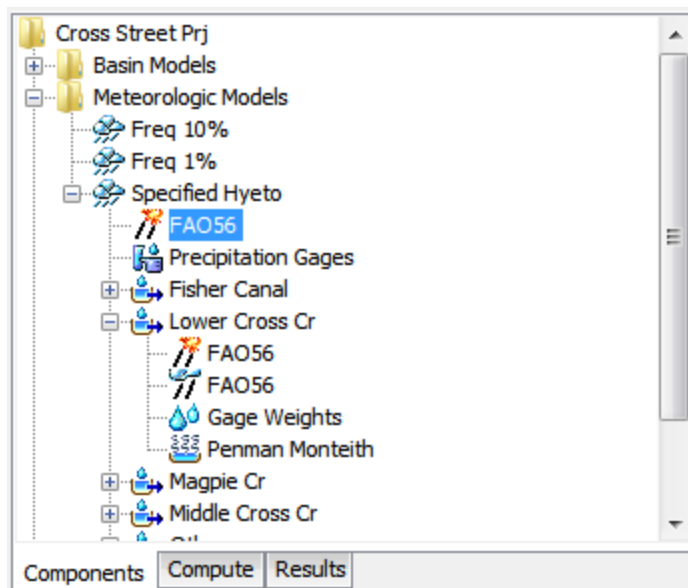 Cross Street Prj
Basin Models
Meteorologic Models
Freq 10%
Freq 1%
Specified Hyeto
FAO56
Precipitation Gages
Fisher Canal
Lower Cross Cr
FAO56
FAO56
Gage Weights
Penman Monteith
Magpie Cr
Middle Cross Cr
Components Compute Results